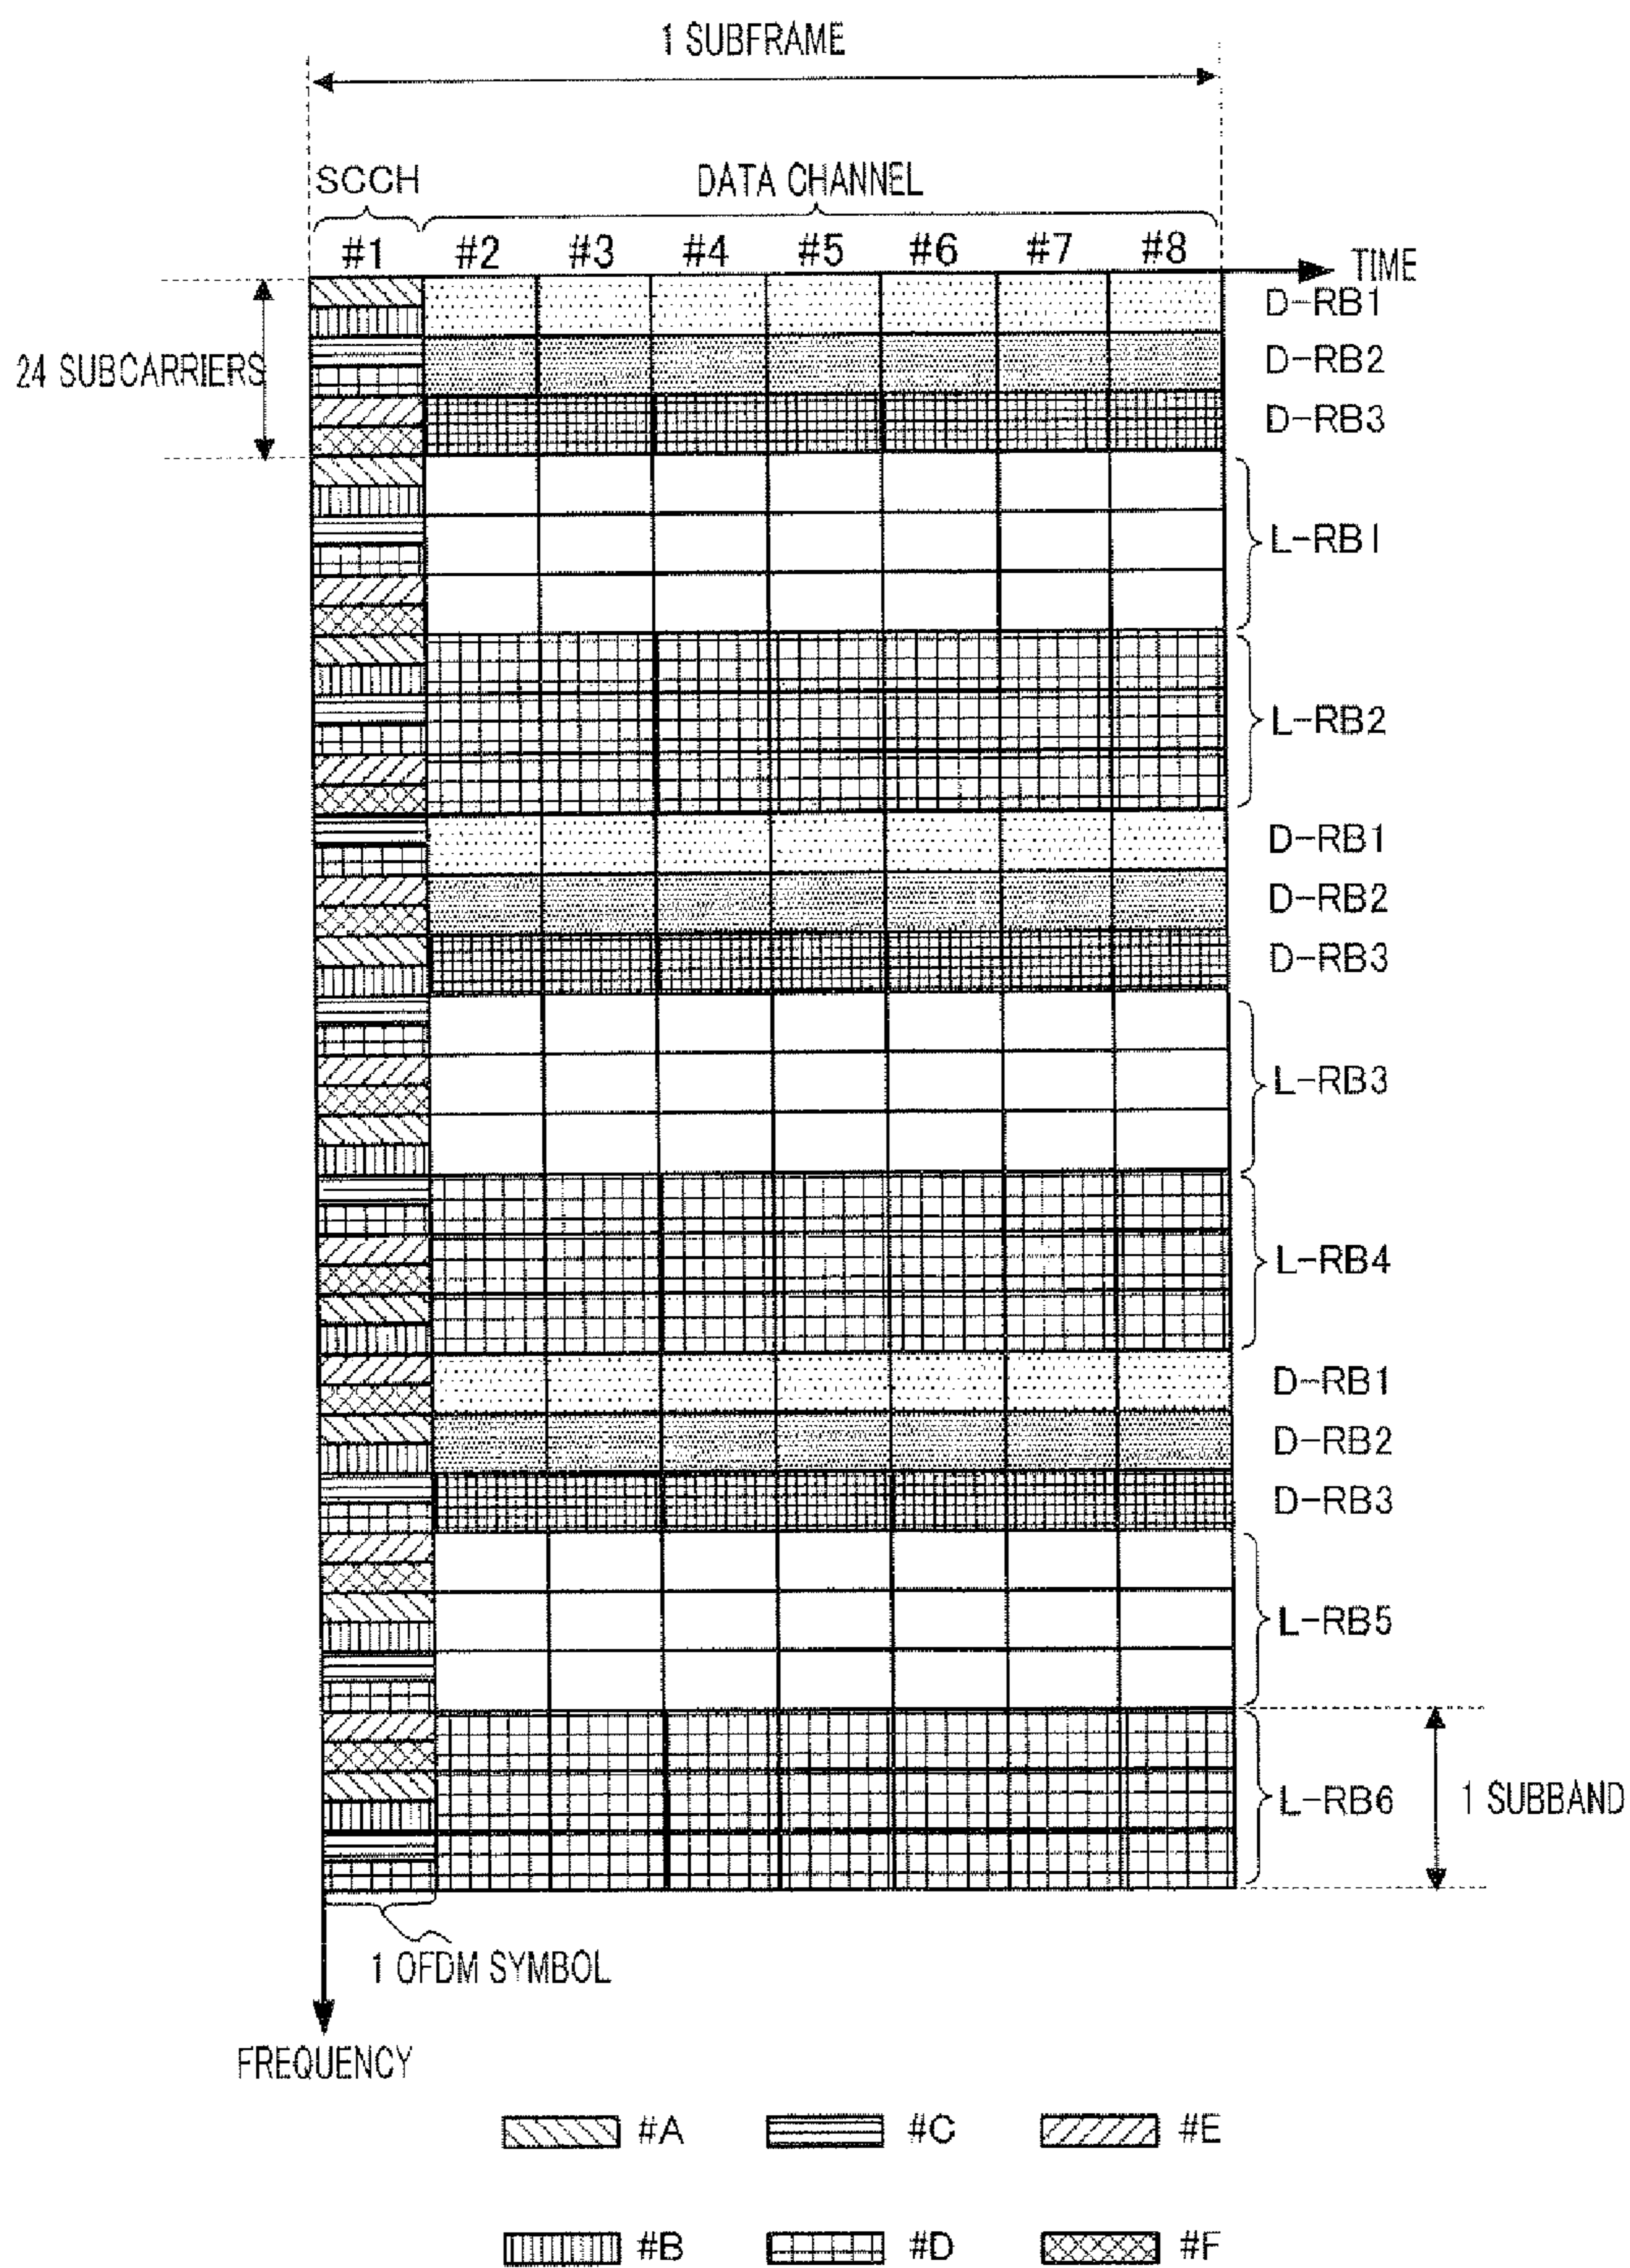 1 SUBFRAME
SCCH
DATA CHANNEL
#1 #2 #3 #4 #5 #6 #7 #8
TIME
24 SUBCARRIERS
D-RB1
D-RB2
D-RB3
L-RB1
L-RB2
D-RB1
D-RB2
D-RB3
L-RB3
L-RB4
D-RB1
D-RB2
D-RB3
L-RB5
L-RB6
1 SUBBAND
1 OFDM SYMBOL
FREQUENCY
#A #C #E
#B #D #F